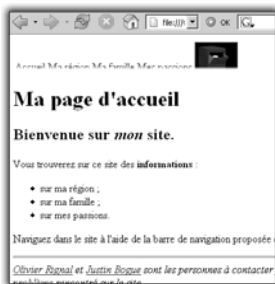 file:/// OK
Accueil Ma région Ma famille Mes passions
Ma page d'accueil
Bienvenue sur mon site.
Vous trouverez sur ce site des informations :
sur ma région ;
sur ma famille ;
sur mes passions.
Naviguez dans le site à l'aide de la barre de navigation proposée
Olivier Rignal et Justin Bogue sont les personnes à contacter
problème rencontré sur le site